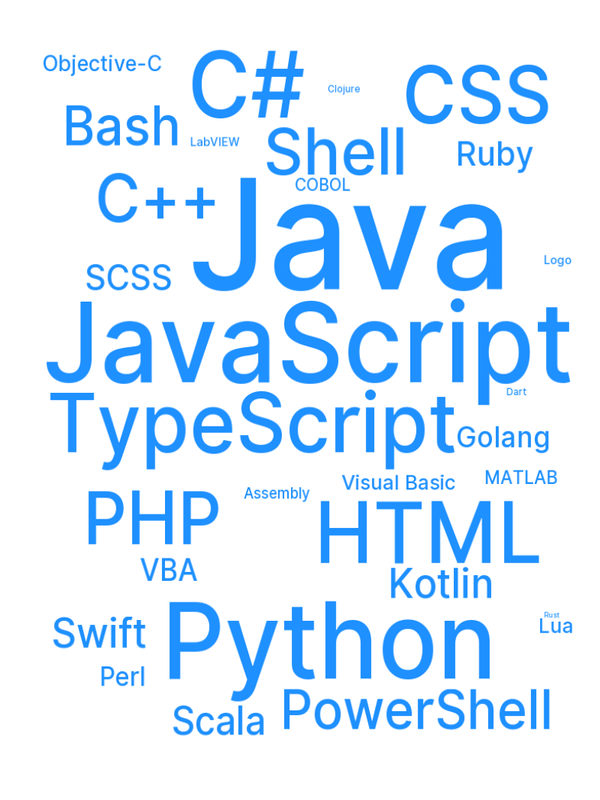 Objective-C
C#
Clojure
CSS
Bash
LabVIEW
Shell
Ruby
COBOL
C++
Java
Logo
SCSS
JavaScript
Dart
TypeScript
Golang
MATLAB
Visual Basic
Assembly
PHP
HTML
VBA
Kotlin
Rust
Lua
Swift
Python
Perl
PowerShell
Scala